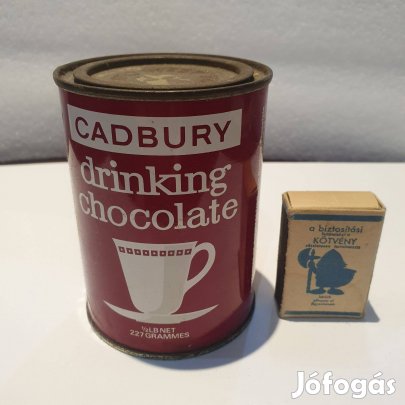 CADBURY
drinking
chocolate
½LB NET
227 GRAMMES
a biztosítási
KÖTVÉNY
Jófogás